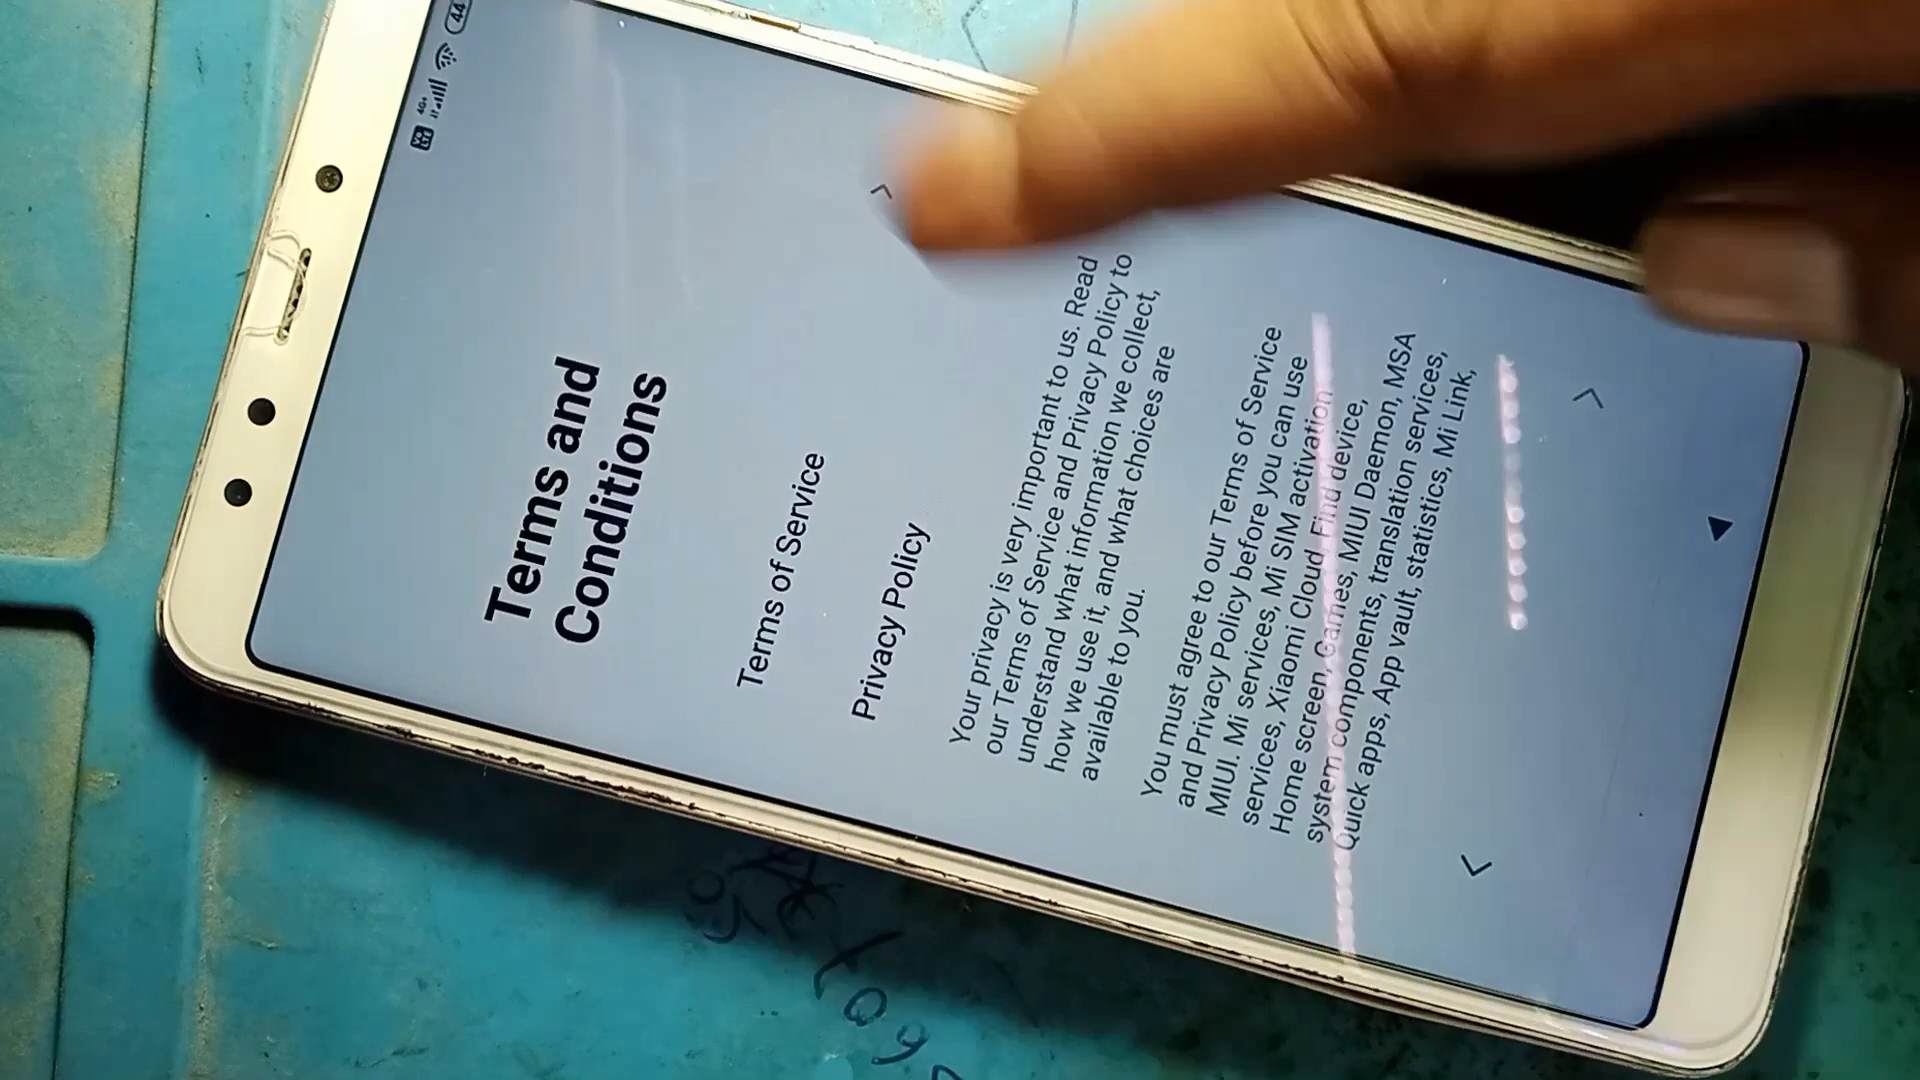 Vo
LTE
4G+
44
Terms and
Conditions
Terms of Service
Privacy Policy
Your privacy is very important to us. Read
our Terms of Service and Privacy Policy to
understand what information we collect,
how we use it, and what choices are
available to you.
You must agree to our Terms of Service
and Privacy Policy before you can use
MIUI. Mi services, Mi SIM activation
services, Xiaomi Cloud, Find device,
Home screen, Games, MIUI Daemon, MSA
system components, translation services,
Quick apps, App vault, statistics, Mi Link,